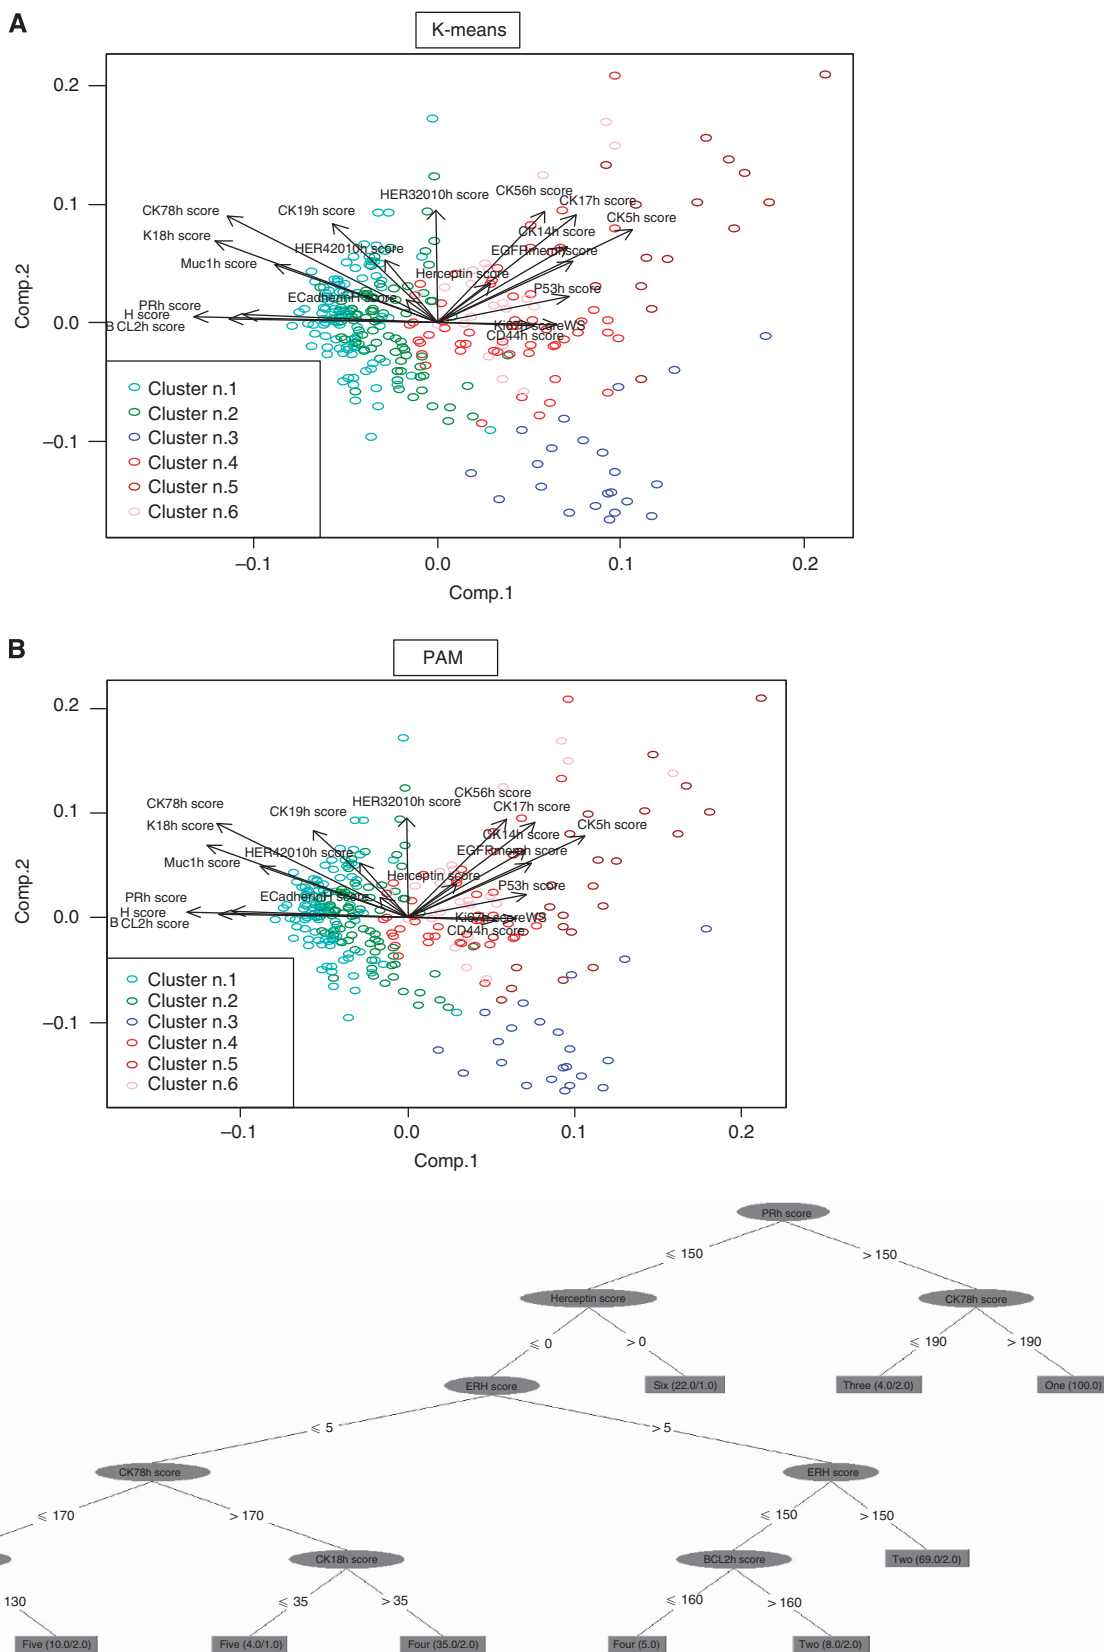 A
K-means
0.2
0.1
0.0
–0.1
Comp.2
HER32010h score
CK56h score
CK17h score
CK78h score
CK19h score
CK5h score
K18h score
CK14h score
HER42010h score
EGFRmemh score
Muc1h score
Herceptin score
P53h score
ECadherinH score
PRh score
H score
BCL2h score
Ki67h scoreWS
CD44h score
Cluster n.1
Cluster n.2
Cluster n.3
Cluster n.4
Cluster n.5
Cluster n.6
–0.1 0.0 0.1 0.2
Comp.1
B
PAM
0.2
0.1
0.0
–0.1
Comp.2
CK56h score
CK78h score
HER32010h score
CK17h score
CK19h score
K18h score
CK5h score
CK14h score
HER42010h score
EGFRmemh score
Muc1h score
Herceptin score
P53h score
PRh score
ECadherinH score
H score
BCL2h score
Ki67h scoreWS
CD44h score
Cluster n.1
Cluster n.2
Cluster n.3
Cluster n.4
Cluster n.5
Cluster n.6
–0.1 0.0 0.1 0.2
Comp.1
PRh score
⩽ 150 > 150
Herceptin score CK78h score
⩽ 0 > 0 ⩽ 190 > 190
ERH score Six (22.0/1.0) Three (4.0/2.0) One (100.0)
⩽ 5 > 5
CK78h score ERH score
⩽ 170 > 170 ⩽ 150 > 150
CK18h score BCL2h score Two (69.0/2.0)
130 ⩽ 35 > 35 ⩽ 160 > 160
Five (10.0/2.0) Five (4.0/1.0) Four (35.0/2.0) Four (5.0) Two (8.0/2.0)